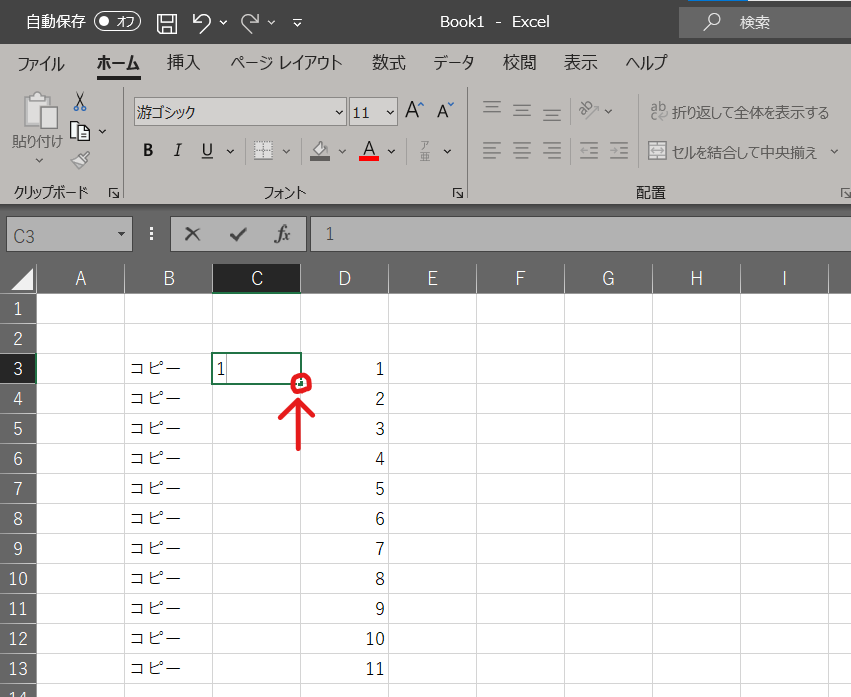 自動保存 オフ Book1 - Excel 検索
ファイル ホーム 挿入 ページ レイアウト 数式 データ 校閲 表示 ヘルプ
貼り付け
游ゴシック 11 A A
B I U A ア亜
ab 折り返して全体を表示する
セルを結合して中央揃え
クリップボード フォント 配置
C3 fx 1
A B C D E F G H I
1
2
3 コピー 1 1
4 コピー 2
5 コピー 3
6 コピー 4
7 コピー 5
8 コピー 6
9 コピー 7
10 コピー 8
11 コピー 9
12 コピー 10
13 コピー 11
14